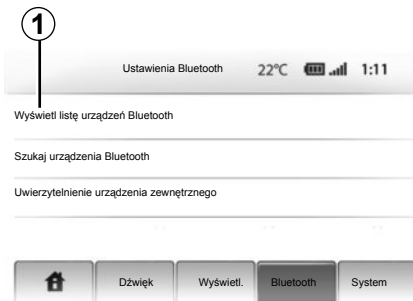 1
Ustawienia Bluetooth 22°C 1:11
Wyświetl listę urządzeń Bluetooth
Szukaj urządzenia Bluetooth
Uwierzytelnienie urządzenia zewnętrznego
Dźwięk Wyświetl. Bluetooth System